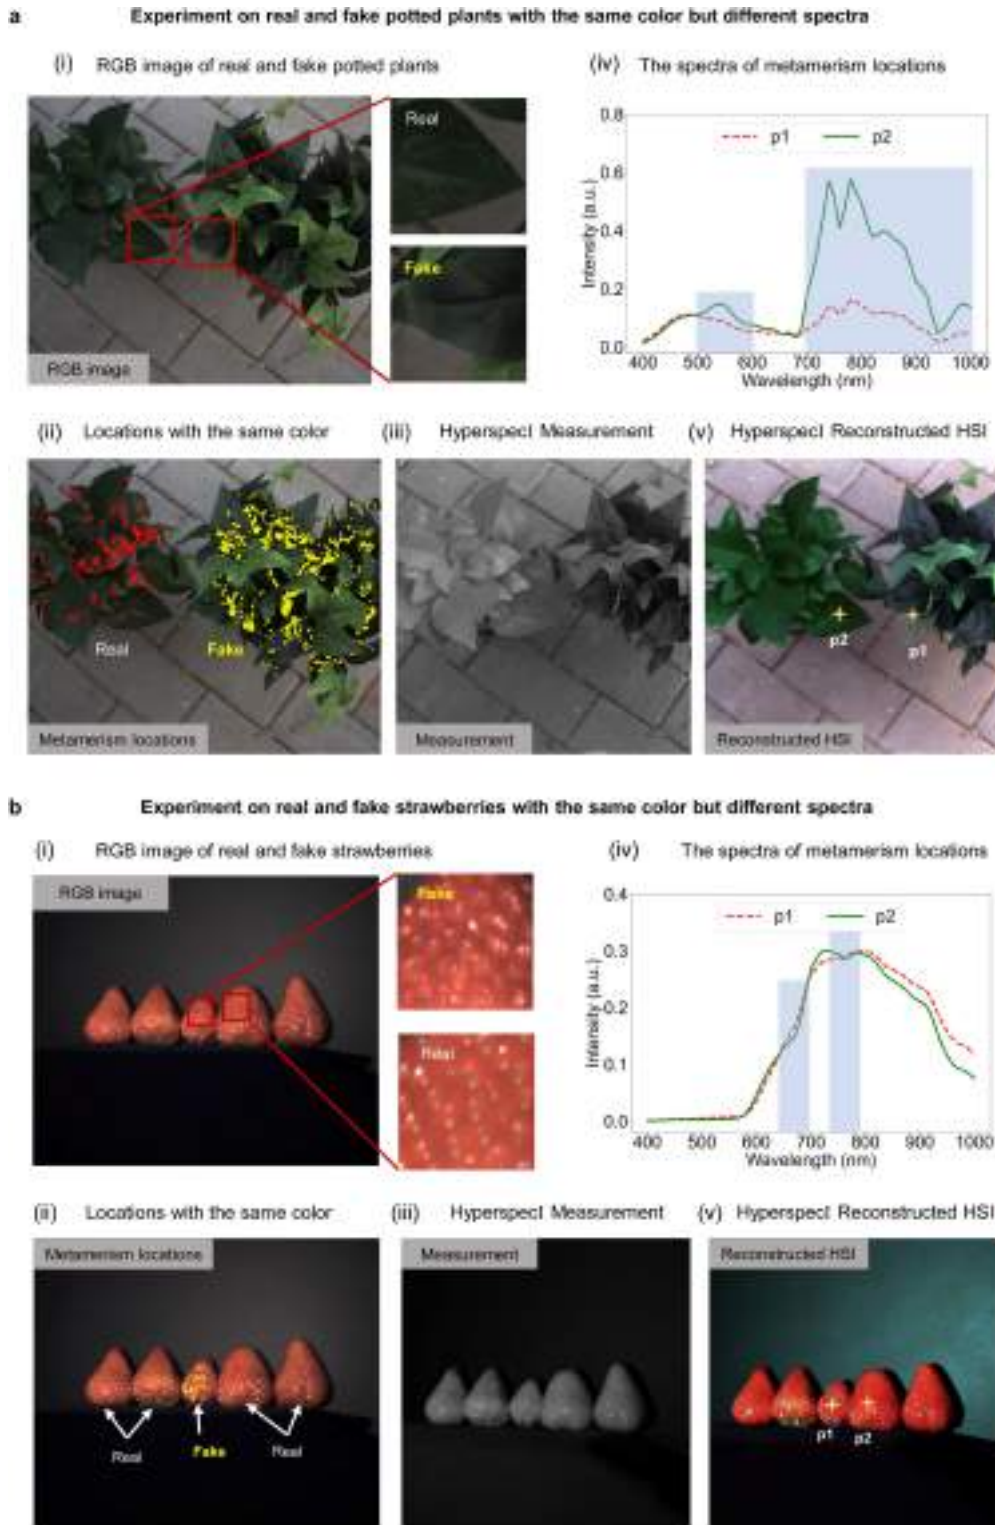 a Experiment on real and fake potted plants with the same color but different spectra
(i) RGB image of real and fake potted plants
Real
Fake
RGB image
(iv) The spectra of metamerism locations
p1 p2
0.8
0.6
0.4
0.2
0.0
Intensity (a.u.)
400 500 600 700 800 900 1000
Wavelength (nm)
(ii) Locations with the same color
Real
Fake
Metamerism locations
(iii) HyperspecI Measurement
Measurement
(v) HyperspecI Reconstructed HSI
p2
p1
Reconstructed HSI
b Experiment on real and fake strawberries with the same color but different spectra
(i) RGB image of real and fake strawberries
RGB image
Fake
Real
(iv) The spectra of metamerism locations
p1 p2
0.4
0.3
0.2
0.1
0.0
Intensity (a.u.)
400 500 600 700 800 900 1000
Wavelength (nm)
(ii) Locations with the same color
Metamerism locations
Real
Fake
Real
(iii) HyperspecI Measurement
Measurement
(v) HyperspecI Reconstructed HSI
Reconstructed HSI
p1
p2